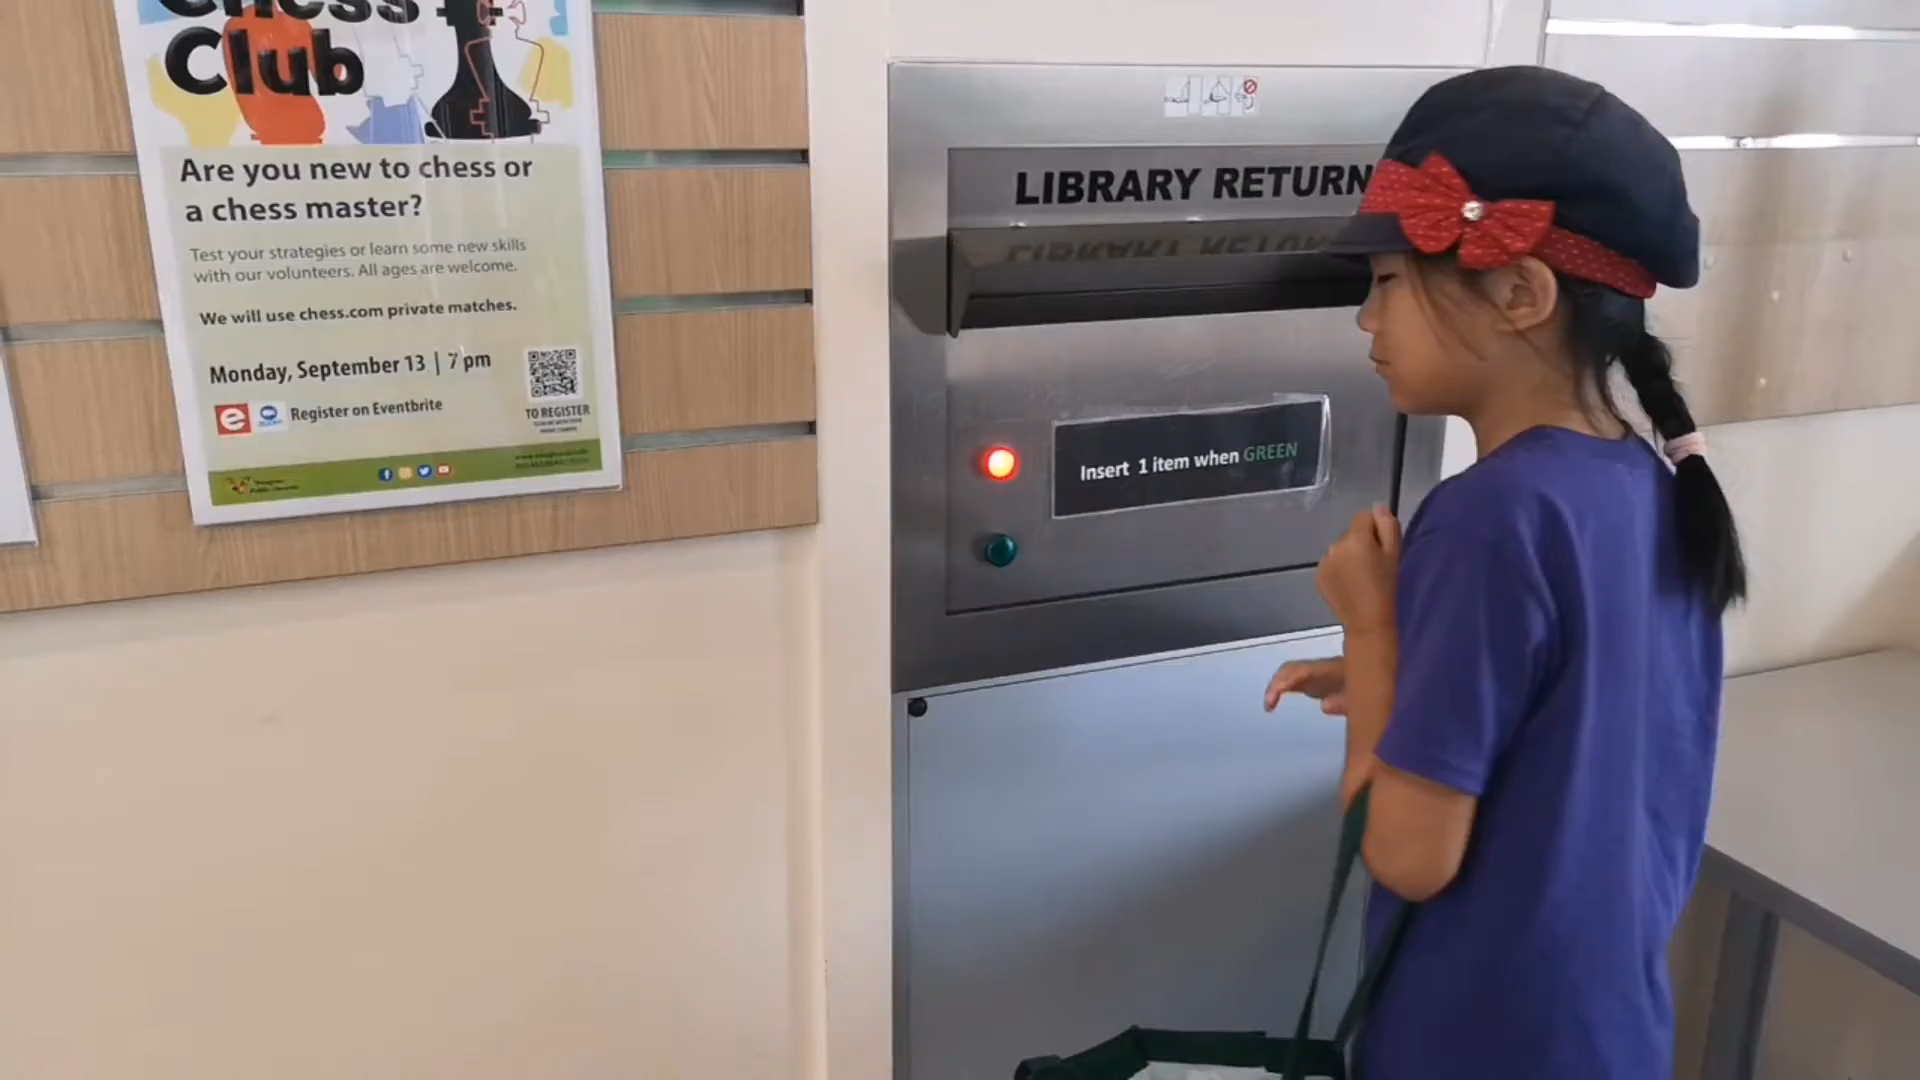 Chess
Club
Are you new to chess or
a chess master?
Test your strategies or learn some new skills
with our volunteers. All ages are welcome.
We will use chess.com private matches.
Monday, September 13 | 7 pm
Register on Eventbrite
TO REGISTER
LIBRARY RETURN
Insert 1 item when GREEN